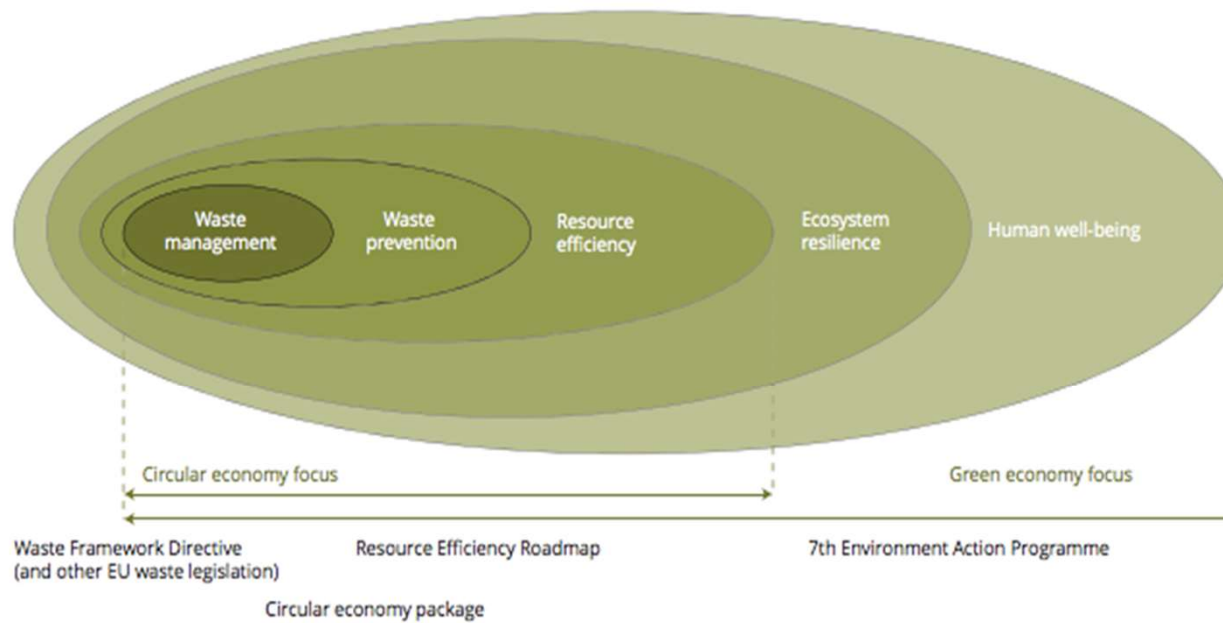 Waste
management
Waste
prevention
Resource
efficiency
Ecosystem
resilience
Human well-being
Circular economy focus
Green economy focus
Waste Framework Directive
(and other EU waste legislation)
Resource Efficiency Roadmap
7th Environment Action Programme
Circular economy package